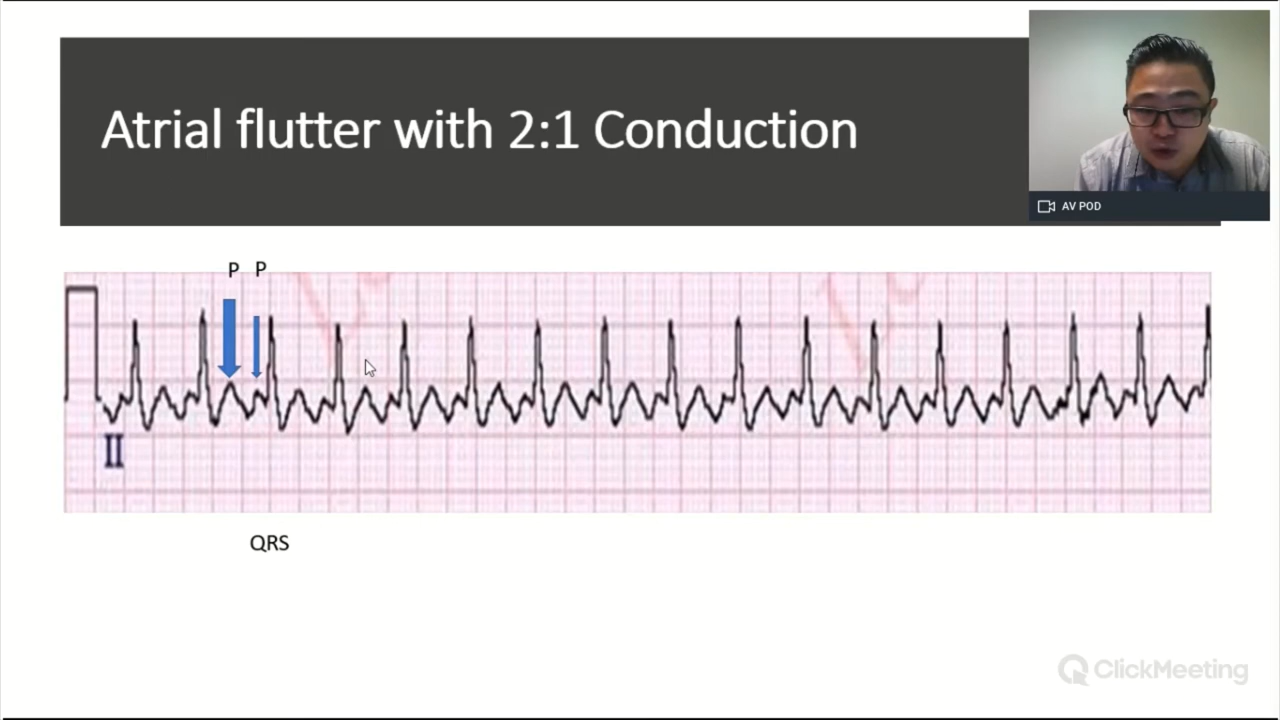 Atrial flutter with 2:1 Conduction
AV POD
P P
II
QRS
ClickMeeting